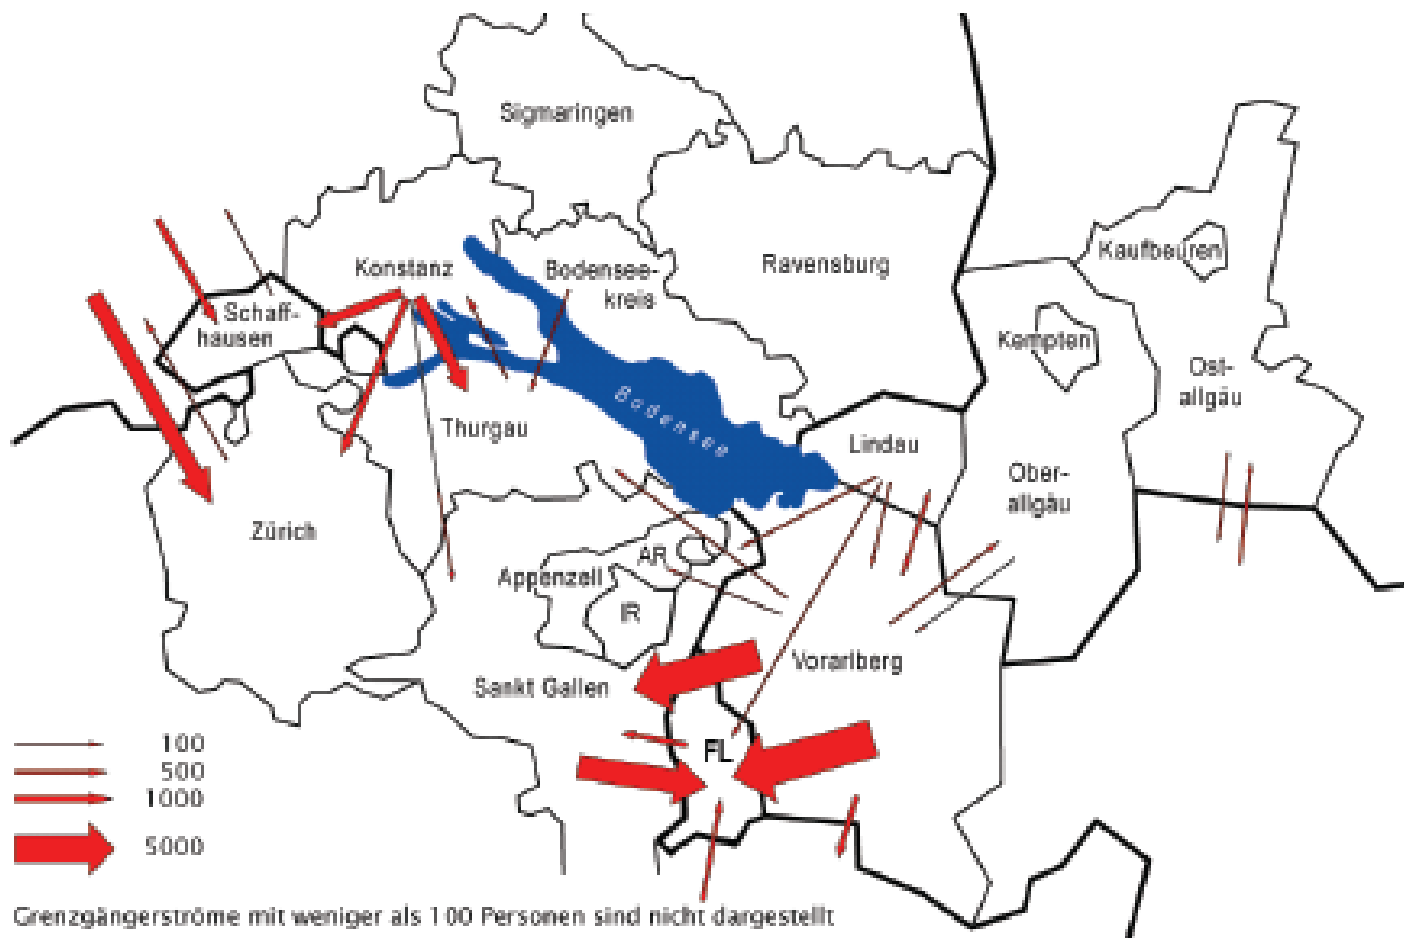 Sigmaringen
Konstanz
Bodensee-
kreis
Ravensburg
Kaufbeuren
Schaff-
hausen
Kempten
Ost-
allgäu
Bodensee
Thurgau
Lindau
Ober-
allgäu
Zürich
AR
Appenzell
IR
Vorarlberg
Sankt Gallen
FL
100
500
1000
5000
Grenzgängerströme mit weniger als 100 Personen sind nicht dargestellt